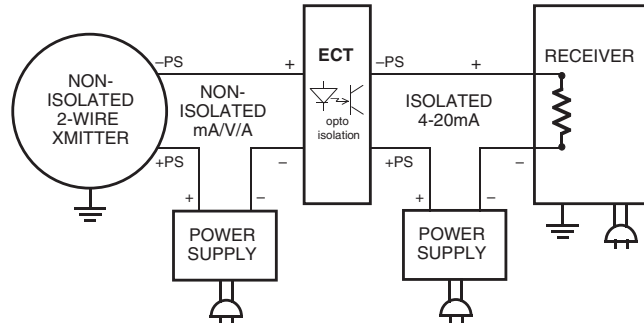 NON-
ISOLATED
2-WIRE
XMITTER
–PS
+
+PS
–
NON-
ISOLATED
mA/V/A
+
–
POWER
SUPPLY
ECT
opto
isolation
–PS
+
+PS
–
ISOLATED
4-20mA
+
–
POWER
SUPPLY
RECEIVER